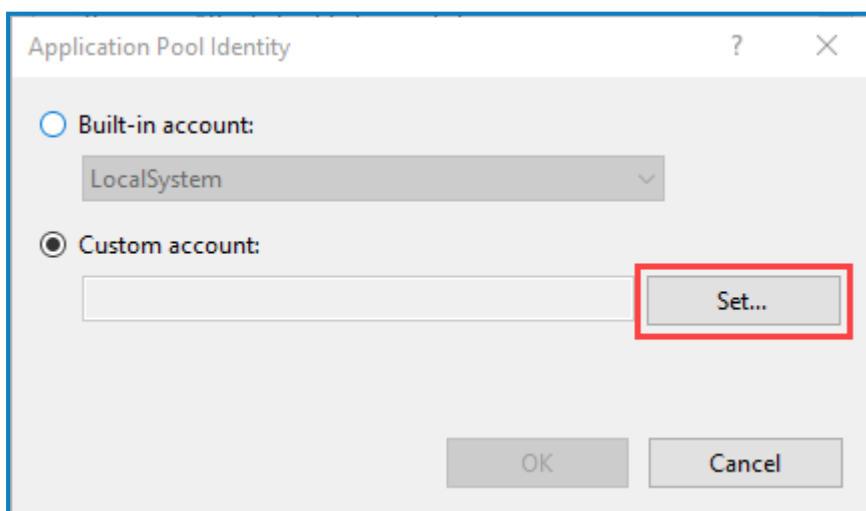 Application Pool Identity
?
Built-in account:
LocalSystem
Custom account:
Set...
OK
Cancel